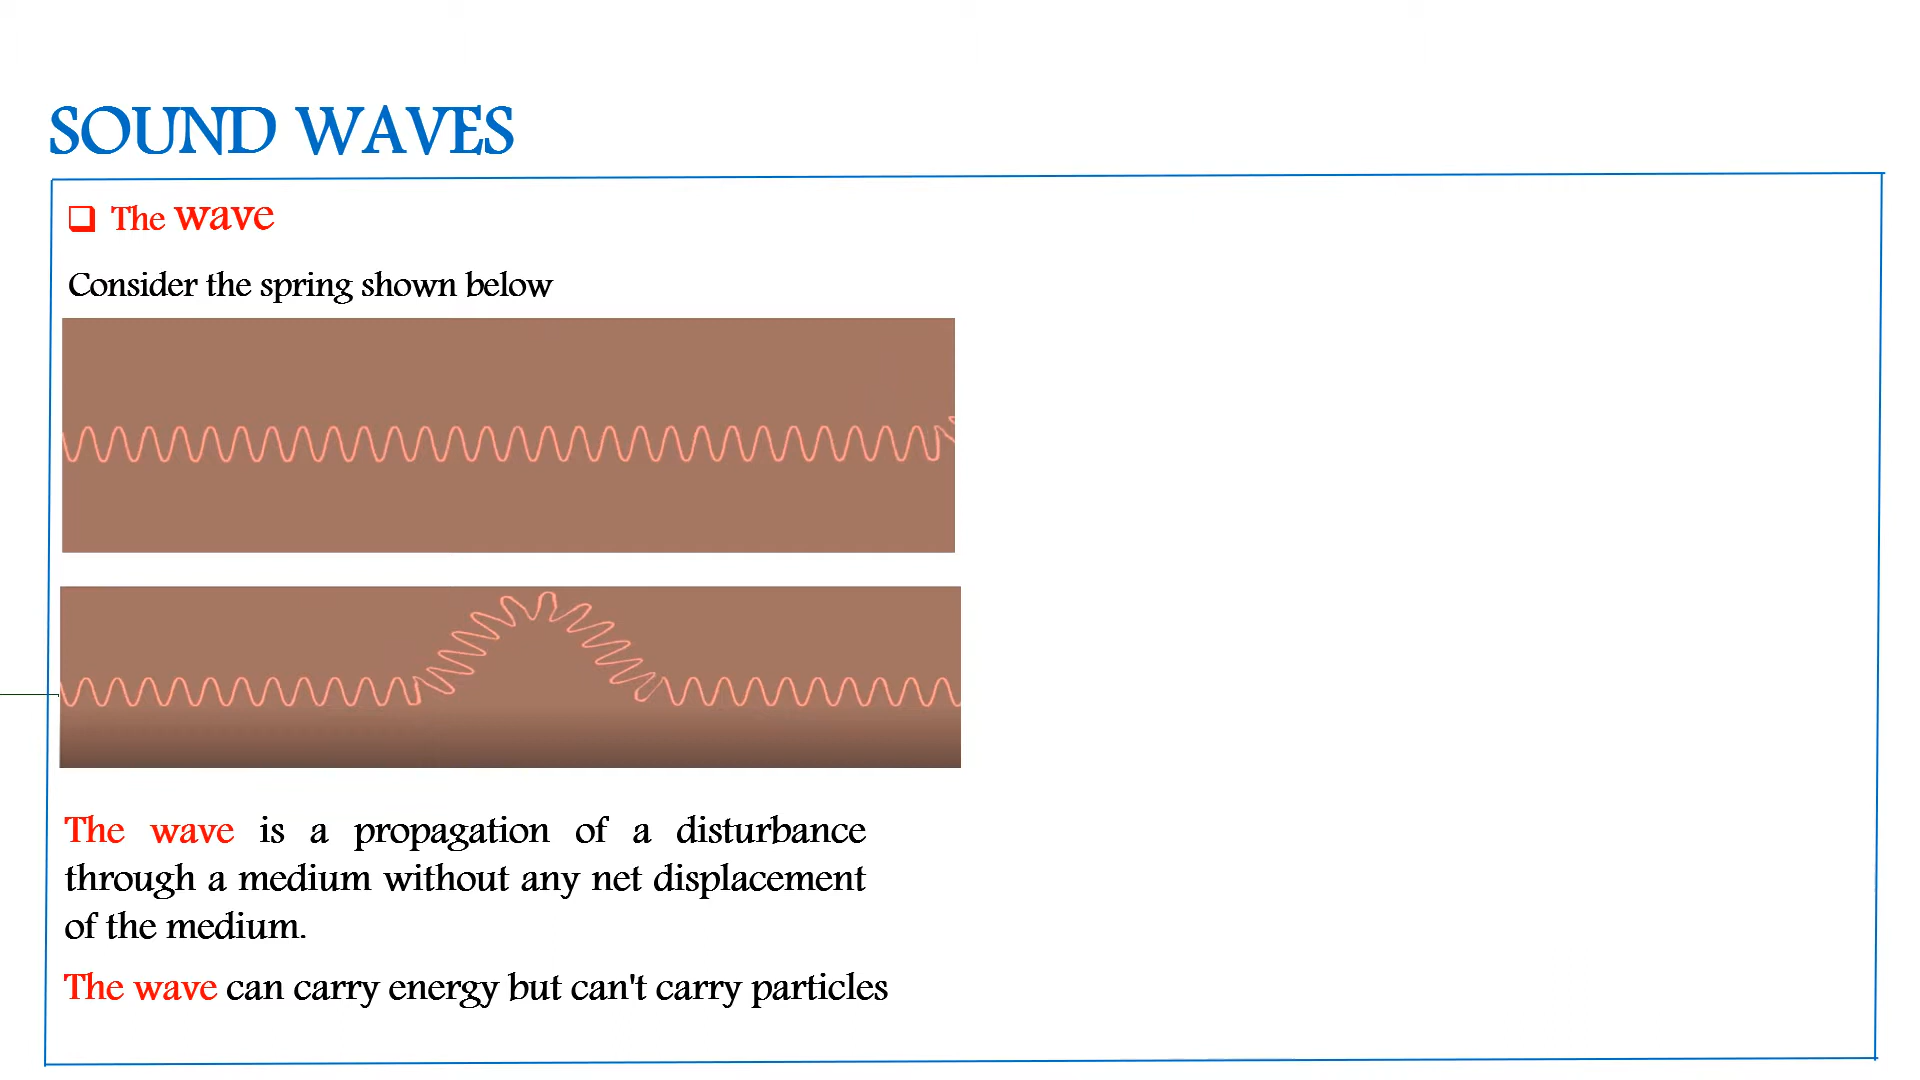 SOUND WAVES
The wave
Consider the spring shown below
The wave is a propagation of a disturbance
through a medium without any net displacement
of the medium.
The wave can carry energy but can't carry particles